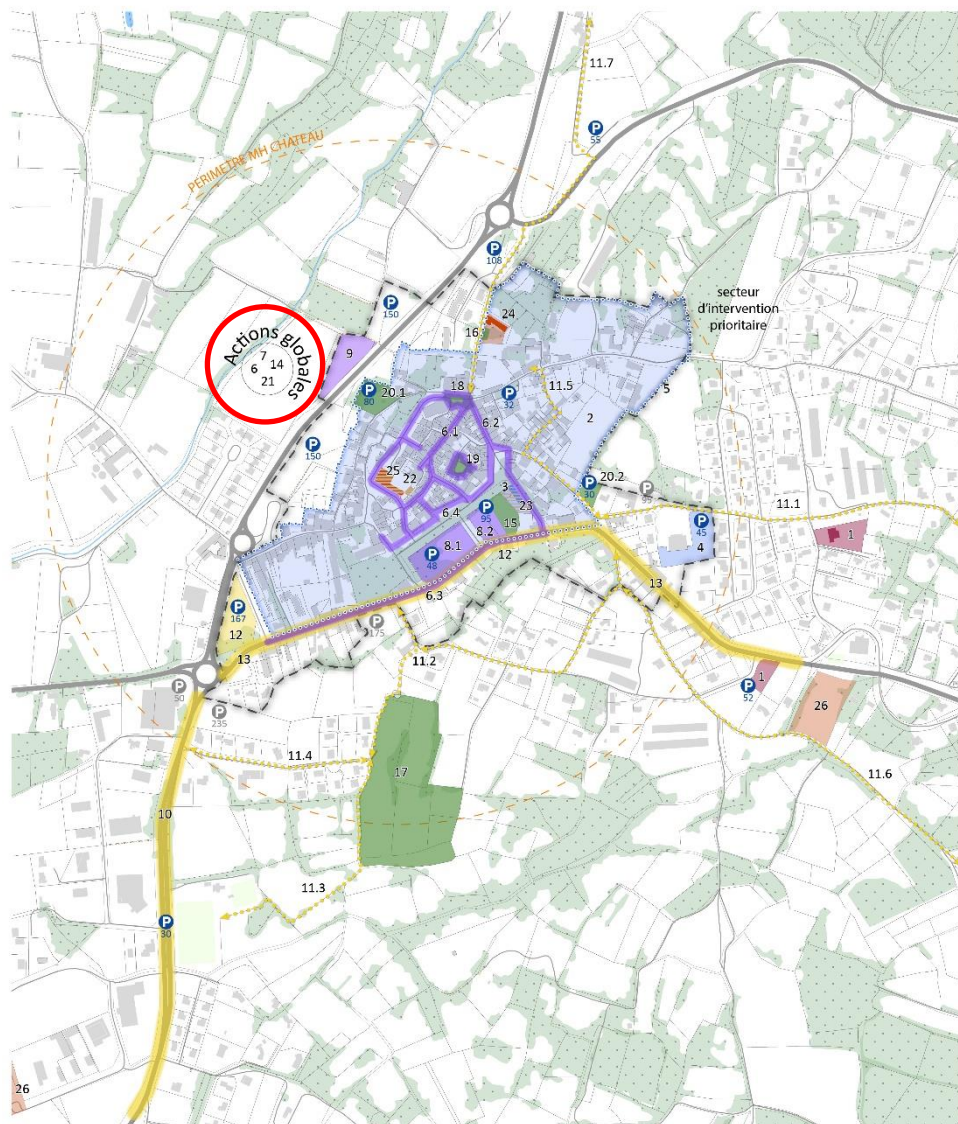 11.7
P
55
PÉRIMÈTRE MH CHATEAU
P
108
secteur
d'intervention
prioritaire
P
150
24
16
Actions globales
7
6 14
21
9
5
P
80
20.1
18
P
32
11.5
2
6.1
6.2
P
150
25
22
19
20.2
P
30
P
95
3
23
11.1
6.4
P
95
15
P
45
1
8.2
8.1
4
12
P
48
13
6.3
P
167
12
P
175
13
11.2
1
P
50
P
52
P
235
26
11.4
17
11.6
10
11.3
P
30
26